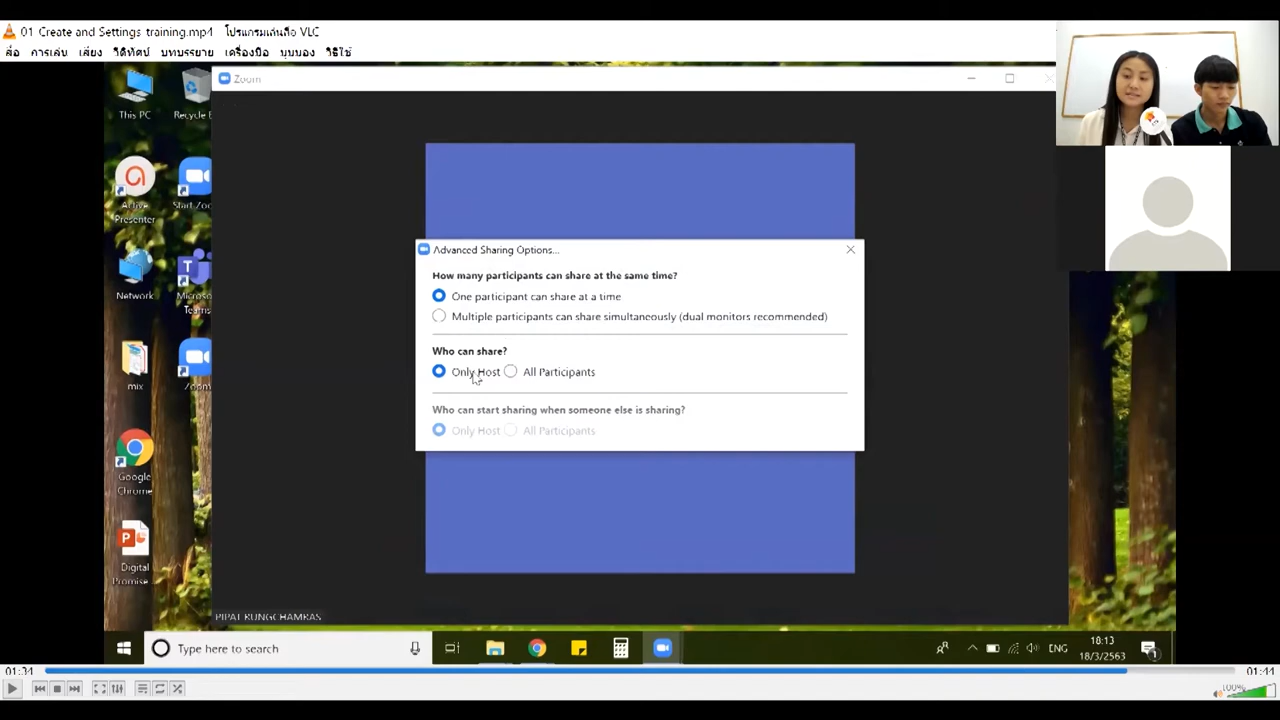 01 Create and Settings training.mp4 โปรแกรมเล่นสื่อ VLC
สื่อ การเล่น เสียง วิดีทัศน์ บทบรรยาย เครื่องมือ มุมมอง วิธีใช้
Zoom
This PC
Recycle
Active Presenter
Start Zoo
Network
Microso
Teams
mix
Zoom
Google Chrome
Digital Promise...
Advanced Sharing Options...
How many participants can share at the same time?
One participant can share at a time
Multiple participants can share simultaneously (dual monitors recommended)
Who can share?
Only Host All Participants
Who can start sharing when someone else is sharing?
Only Host All Participants
PIPAT RUNGCHAMRAS
Type here to search
ENG
18:13
18/3/2563
1
01:34
01:44
100%